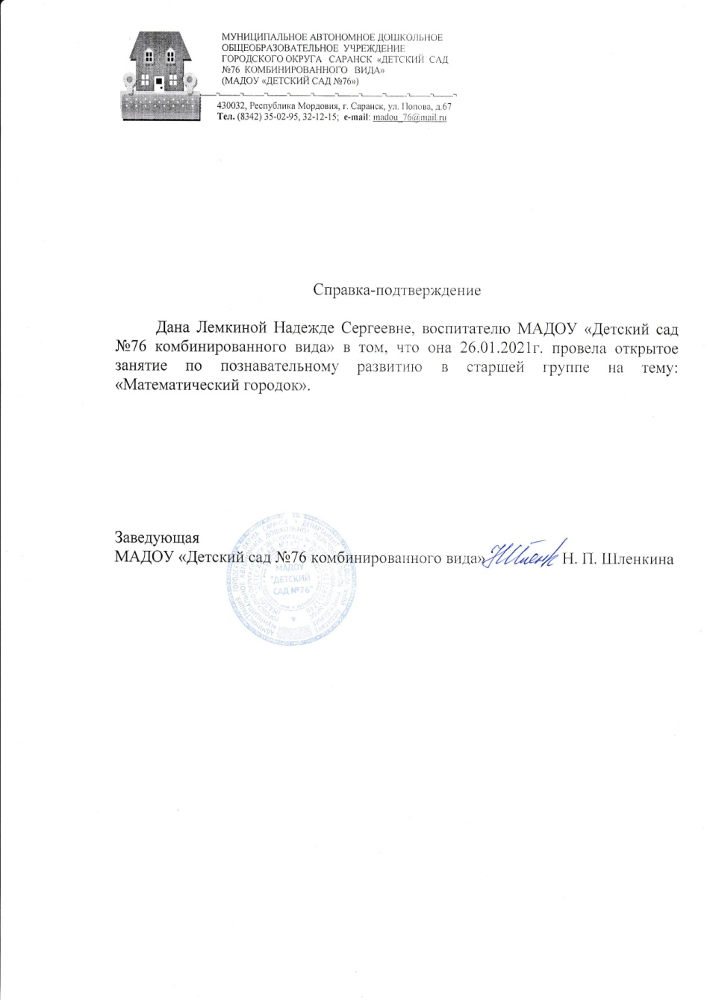 МУНИЦИПАЛЬНОЕ АВТОНОМНОЕ ДОШКОЛЬНОЕ
ОБЩЕОБРАЗОВАТЕЛЬНОЕ УЧРЕЖДЕНИЕ
ГОРОДСКОГО ОКРУГА САРАНСК «ДЕТСКИЙ САД
№76 КОМБИНИРОВАННОГО ВИДА»
(МАДОУ «ДЕТСКИЙ САД №76»)
430032, Республика Мордовия, г. Саранск, ул. Попова, д.67
Тел. (8342) 35-02-95, 32-12-15; e-mail: madou_76@mail.ru
Справка-подтверждение
Дана Лемкиной Надежде Сергеевне, воспитателю МАДОУ «Детский сад
№76 комбинированного вида» в том, что она 26.01.2021г. провела открытое
занятие по познавательному развитию в старшей группе на тему:
«Математический городок».
Заведующая
МАДОУ «Детский сад №76 комбинированного вида» Н. П. Шленкина
МАДОУ
"ДЕТСКИЙ
САД №76"